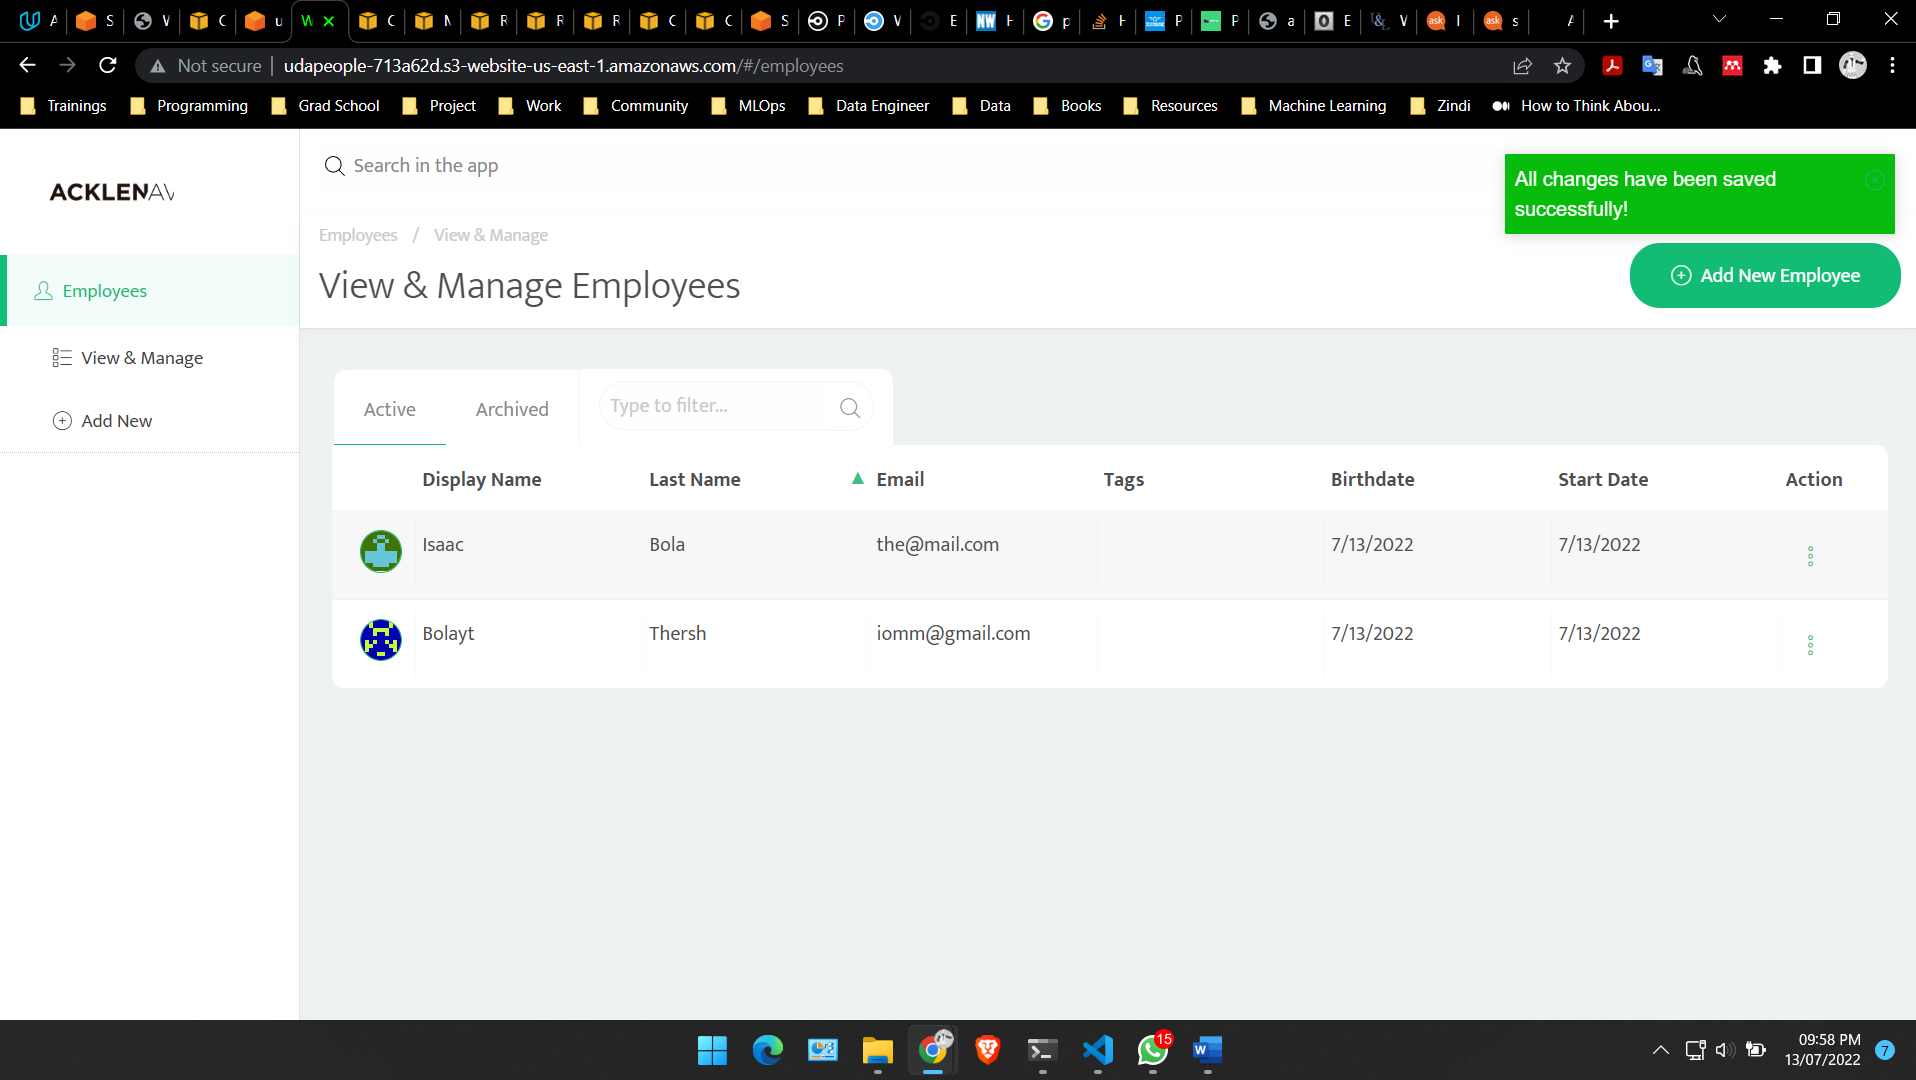 Not secure | udapeople-713a62d.s3-website-us-east-1.amazonaws.com/#/employees
Trainings Programming Grad School Project Work Community MLOps Data Engineer Data Books Resources Machine Learning Zindi How to Think Abou...
ACKLENAV
Search in the app
All changes have been saved
successfully!
Employees / View & Manage
View & Manage Employees
Add New Employee
Employees
View & Manage
Add New
Active Archived Type to filter...
Display Name Last Name Email Tags Birthdate Start Date Action
Isaac Bola the@mail.com 7/13/2022 7/13/2022
Bolayt Thersh iomm@gmail.com 7/13/2022 7/13/2022
15
09:58 PM
13/07/2022
7